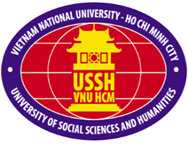 VIETNAM NATIONAL UNIVERSITY - HO CHI MINH CITY
USSH
VNU HCM
UNIVERSITY OF SOCIAL SCIENCES AND HUMANITIES